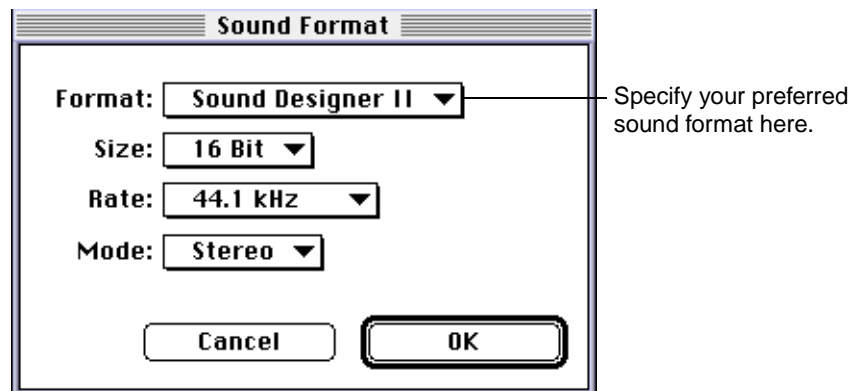 Sound Format
Format: Sound Designer II
Specify your preferred
sound format here.
Size: 16 Bit
Rate: 44.1 kHz
Mode: Stereo
Cancel OK